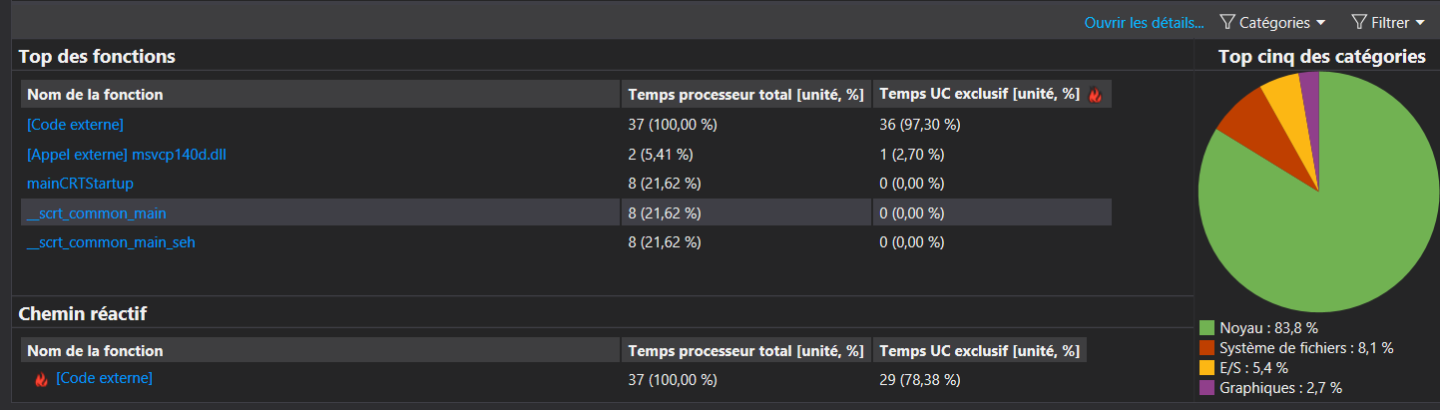 Ouvrir les détails... Catégories Filtrer
Top des fonctions
Nom de la fonction Temps processeur total [unité, %] Temps UC exclusif [unité, %]
[Code externe] 37 (100,00 %) 36 (97,30 %)
[Appel externe] msvcp140d.dll 2 (5,41 %) 1 (2,70 %)
mainCRTStartup 8 (21,62 %) 0 (0,00 %)
__scrt_common_main 8 (21,62 %) 0 (0,00 %)
__scrt_common_main_seh 8 (21,62 %) 0 (0,00 %)
Chemin réactif
Nom de la fonction Temps processeur total [unité, %] Temps UC exclusif [unité, %]
[Code externe] 37 (100,00 %) 29 (78,38 %)
Top cinq des catégories
Noyau : 83,8 %
Système de fichiers : 8,1 %
E/S : 5,4 %
Graphiques : 2,7 %